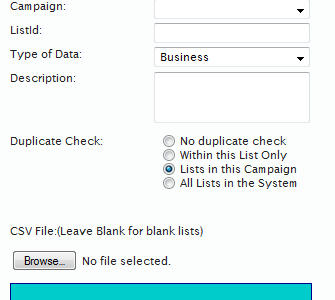 Campaign:
ListId:
Type of Data: Business
Description:
Duplicate Check: No duplicate check
Within this List Only
Lists in this Campaign
All Lists in the System
CSV File:(Leave Blank for blank lists)
Browse... No file selected.